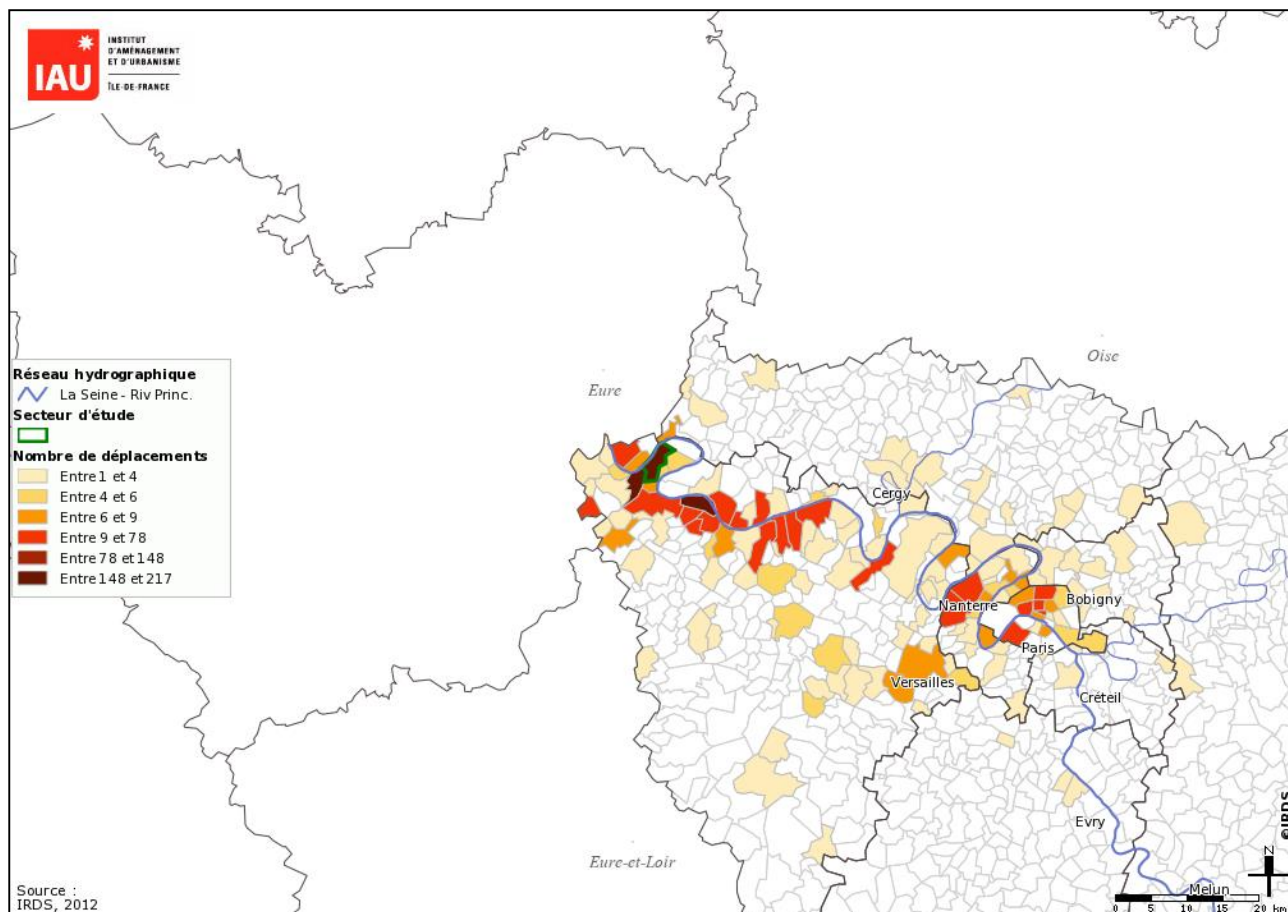 IAU
INSTITUT
D'AMÉNAGEMENT
ET D'URBANISME
ÎLE-DE-FRANCE
Oise
Eure
Réseau hydrographique
La Seine - Riv Princ.
Secteur d'étude
Nombre de déplacements
Entre 1 et 4
Entre 4 et 6
Entre 6 et 9
Entre 9 et 78
Entre 78 et 148
Entre 148 et 217
Cergy
Nanterre
Bobigny
Paris
Versailles
Créteil
Evry
Eure-et-Loir
©IRDS
N
Melun
0 5 10 15 20 km
Source :
IRDS, 2012